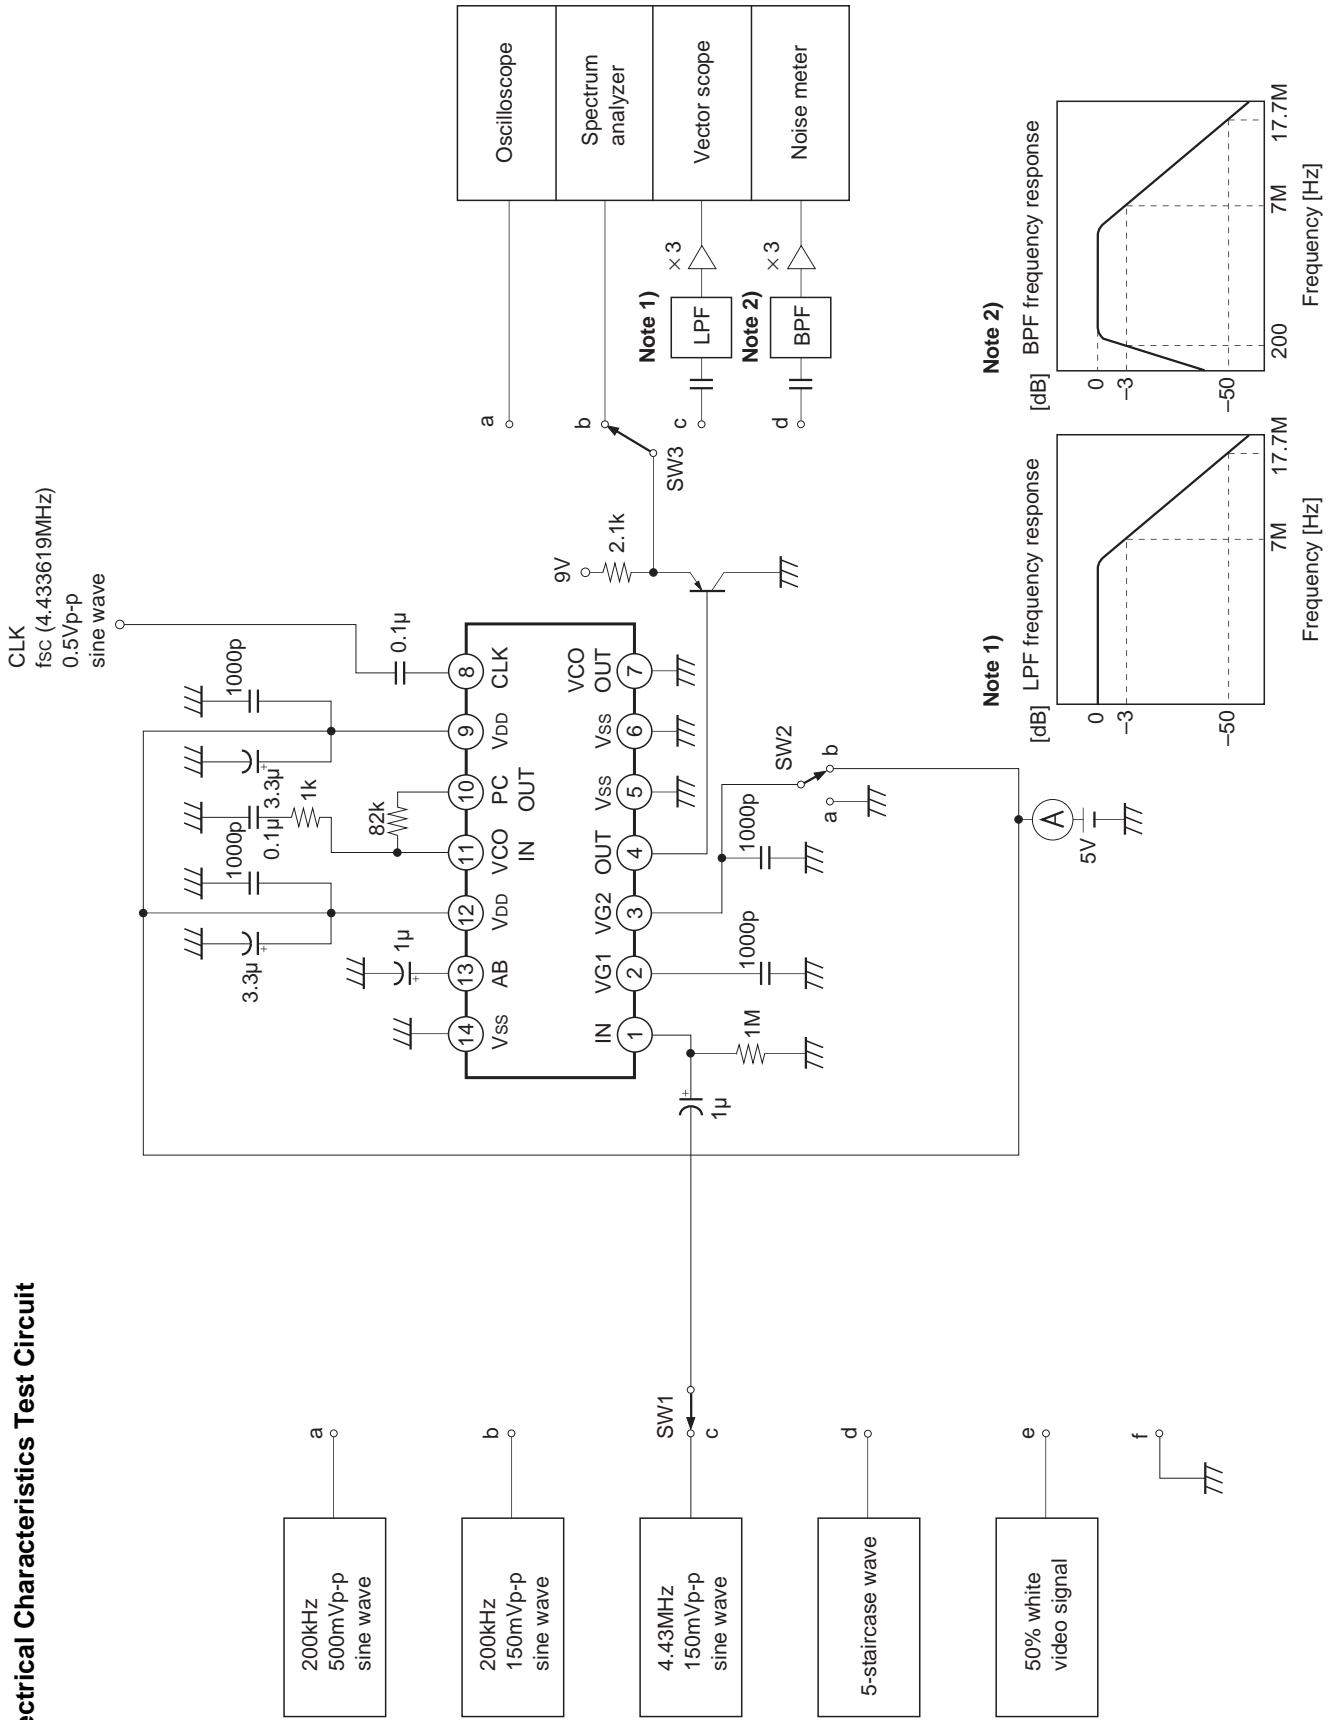 ectrical Characteristics Test Circuit
CLK
fsc (4.433619MHz)
0.5Vp-p
sine wave
200kHz
500mVp-p
sine wave
a
200kHz
150mVp-p
sine wave
b
4.43MHz
150mVp-p
sine wave
SW1
c
5-staircase wave
d
50% white
video signal
e
f
3.3µ
+
1000p
0.1µ
1k
3.3µ
+
1000p
1µ
+
82k
0.1µ
14
13
12
11
10
9
8
VSS
AB
VDD
VCO
IN
PC
OUT
VDD
CLK
IN
VG1
VG2
OUT
VSS
VSS
VCO
OUT
1
2
3
4
5
6
7
1µ
+
1M
1000p
1000p
SW2
a
b
A
5V
9V
2.1k
SW3
a
b
c
d
Note 1)
LPF
× 3
Note 2)
BPF
× 3
Oscilloscope
Spectrum
analyzer
Vector scope
Noise meter
Note 1)
[dB]
LPF frequency response
0
–3
–50
7M
17.7M
Frequency [Hz]
Note 2)
[dB]
BPF frequency response
0
–3
–50
200
7M
17.7M
Frequency [Hz]